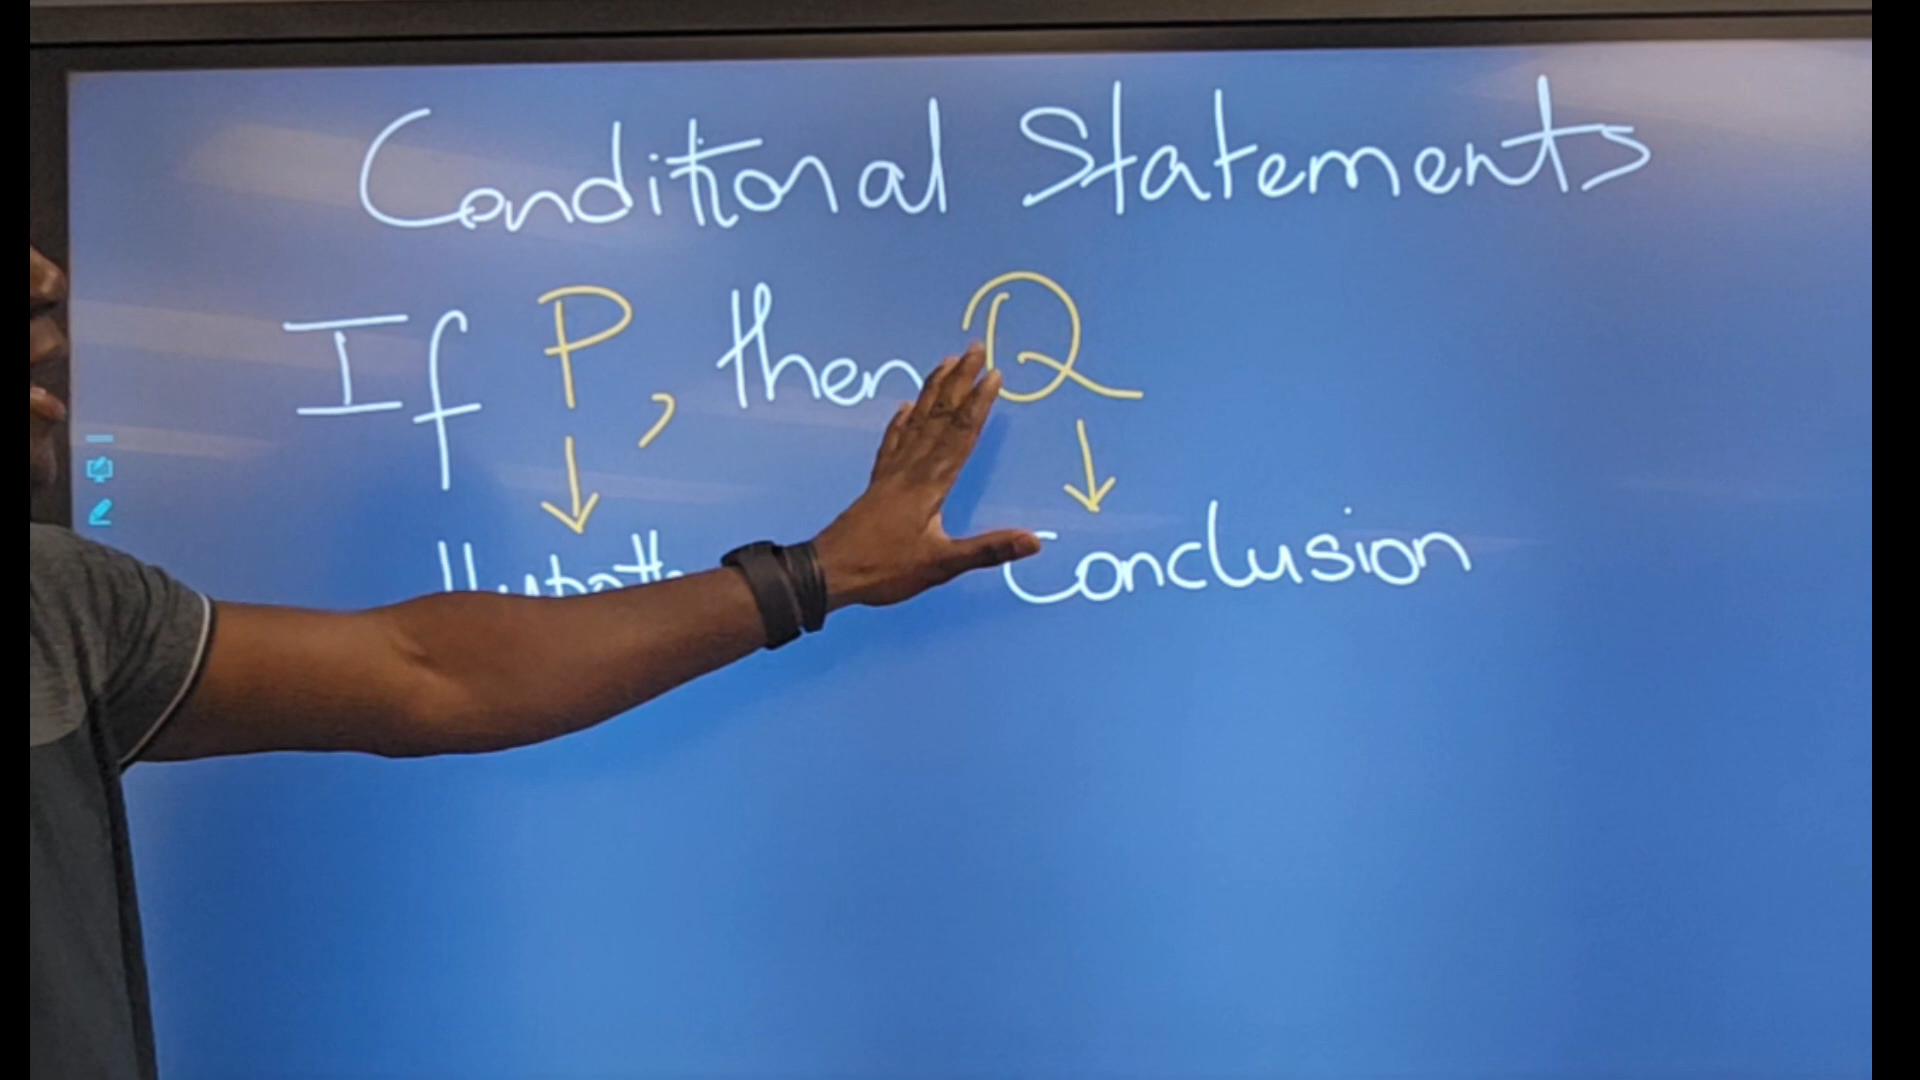 Conditional Statements
If P, then Q
Conclusion